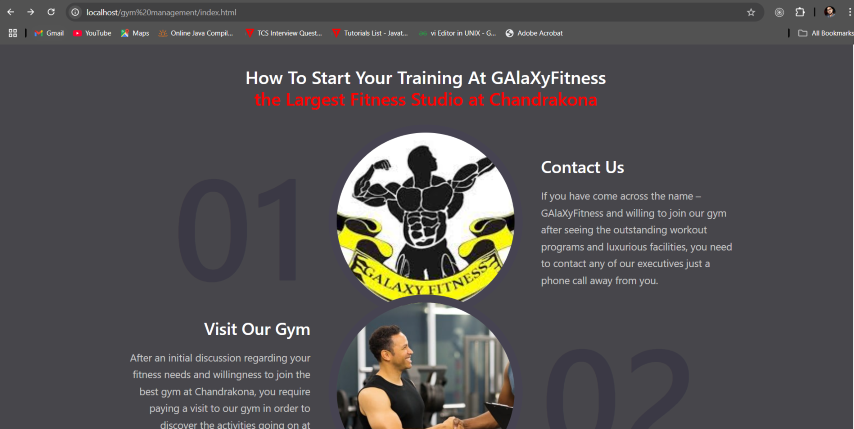 localhost/gym%20management/index.html
Gmail
YouTube
Maps
Online Java Compil...
TCS Interview Quest...
Tutorials List - Javat...
vi Editor in UNIX - G...
Adobe Acrobat
All Bookmarks
How To Start Your Training At GAlaXyFitness
the Largest Fitness Studio at Chandrakona
01
GALAXY FITNESS
Contact Us
If you have come across the name –
GAlaXyFitness and willing to join our gym
after seeing the outstanding workout
programs and luxurious facilities, you need
to contact any of our executives just a
phone call away from you.
Visit Our Gym
After an initial discussion regarding your
fitness needs and willingness to join the
best gym at Chandrakona, you require
paying a visit to our gym in order to
discover the activities going on at
02